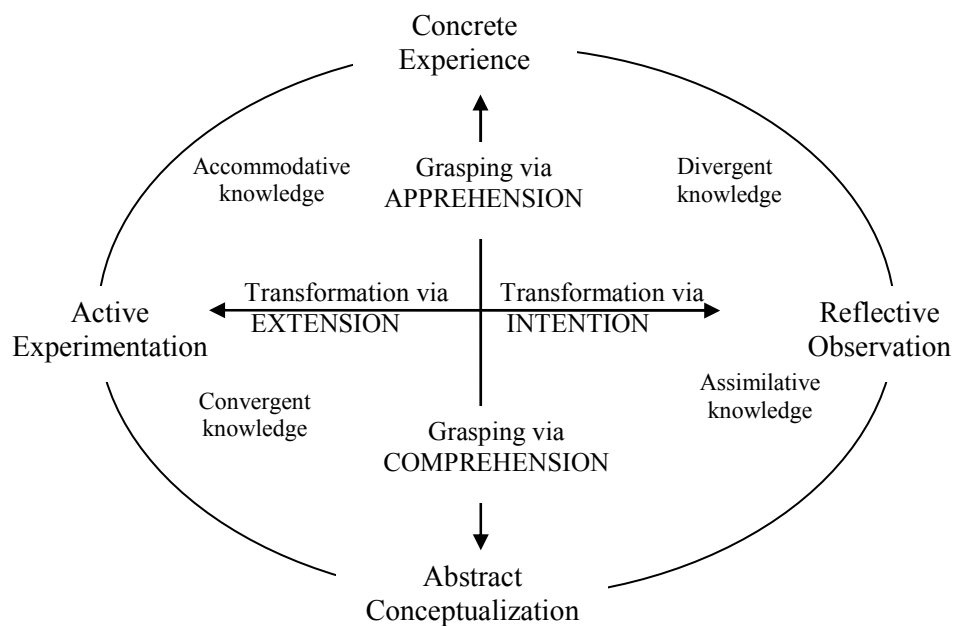 Concrete
Experience
Accommodative
knowledge
Grasping via
APPREHENSION
Divergent
knowledge
Active
Experimentation
Transformation via
EXTENSION
Transformation via
INTENTION
Reflective
Observation
Convergent
knowledge
Grasping via
COMPREHENSION
Assimilative
knowledge
Abstract
Conceptualization